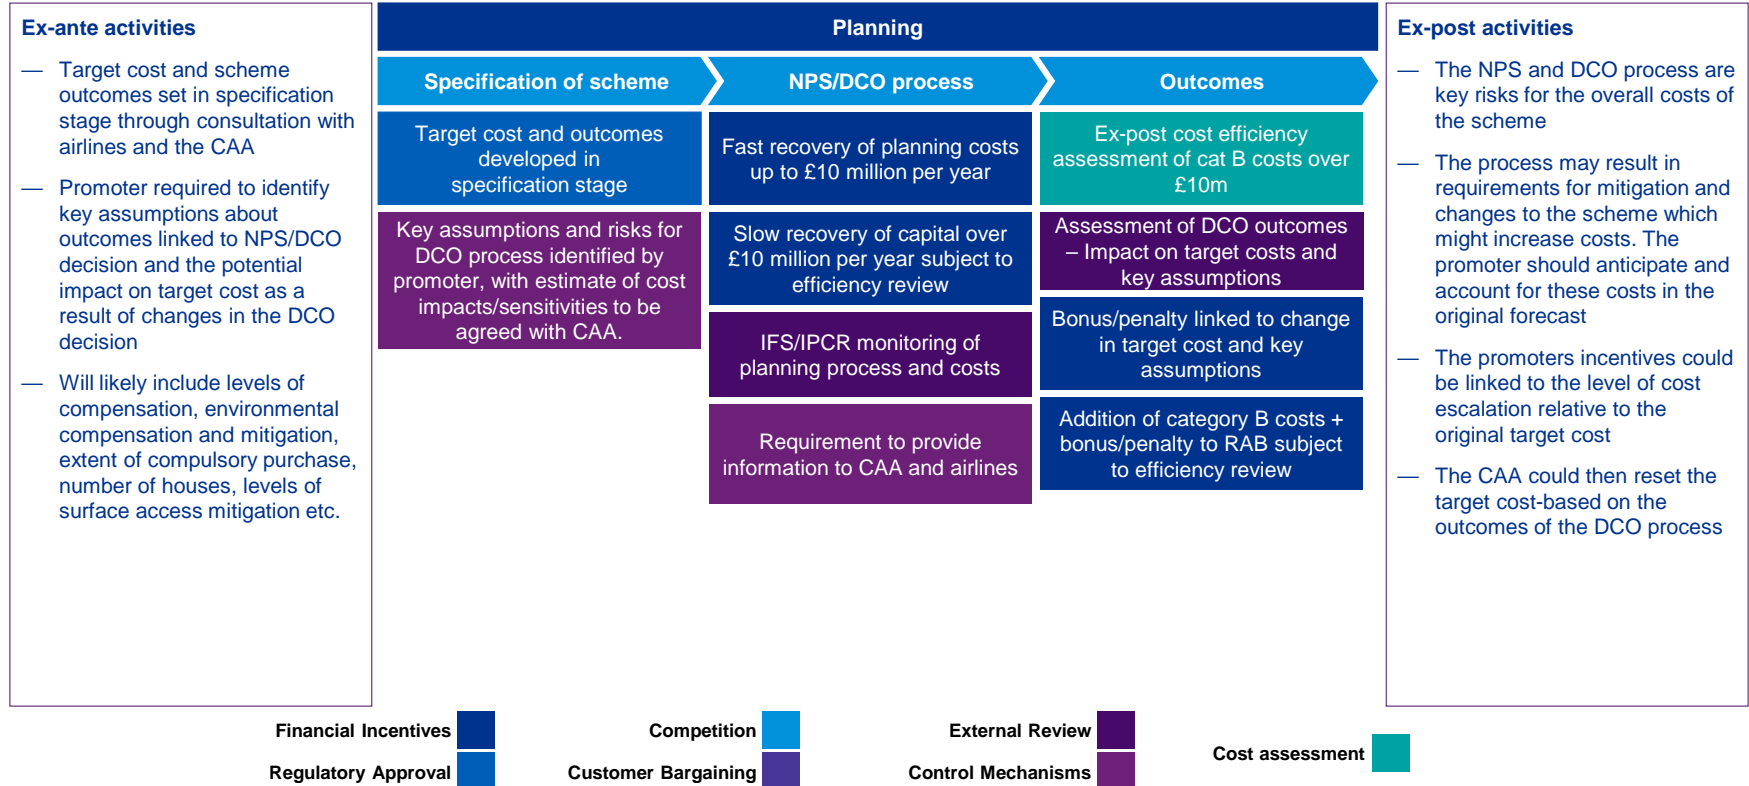 Ex-ante activities
— Target cost and scheme
outcomes set in specification
stage through consultation with
airlines and the CAA
— Promoter required to identify
key assumptions about
outcomes linked to NPS/DCO
decision and the potential
impact on target cost as a
result of changes in the DCO
decision
— Will likely include levels of
compensation, environmental
compensation and mitigation,
extent of compulsory purchase,
number of houses, levels of
surface access mitigation etc.
Planning
Specification of scheme
NPS/DCO process
Outcomes
Target cost and outcomes
developed in
specification stage
Key assumptions and risks for
DCO process identified by
promoter, with estimate of cost
impacts/sensitivities to be
agreed with CAA.
Fast recovery of planning costs
up to £10 million per year
Slow recovery of capital over
£10 million per year subject to
efficiency review
IFS/IPCR monitoring of
planning process and costs
Requirement to provide
information to CAA and airlines
Ex-post cost efficiency
assessment of cat B costs over
£10m
Assessment of DCO outcomes
– Impact on target costs and
key assumptions
Bonus/penalty linked to change
in target cost and key
assumptions
Addition of category B costs +
bonus/penalty to RAB subject
to efficiency review
Ex-post activities
— The NPS and DCO process are
key risks for the overall costs of
the scheme
— The process may result in
requirements for mitigation and
changes to the scheme which
might increase costs. The
promoter should anticipate and
account for these costs in the
original forecast
— The promoters incentives could
be linked to the level of cost
escalation relative to the
original target cost
— The CAA could then reset the
target cost-based on the
outcomes of the DCO process
Financial Incentives
Regulatory Approval
Competition
Customer Bargaining
External Review
Control Mechanisms
Cost assessment